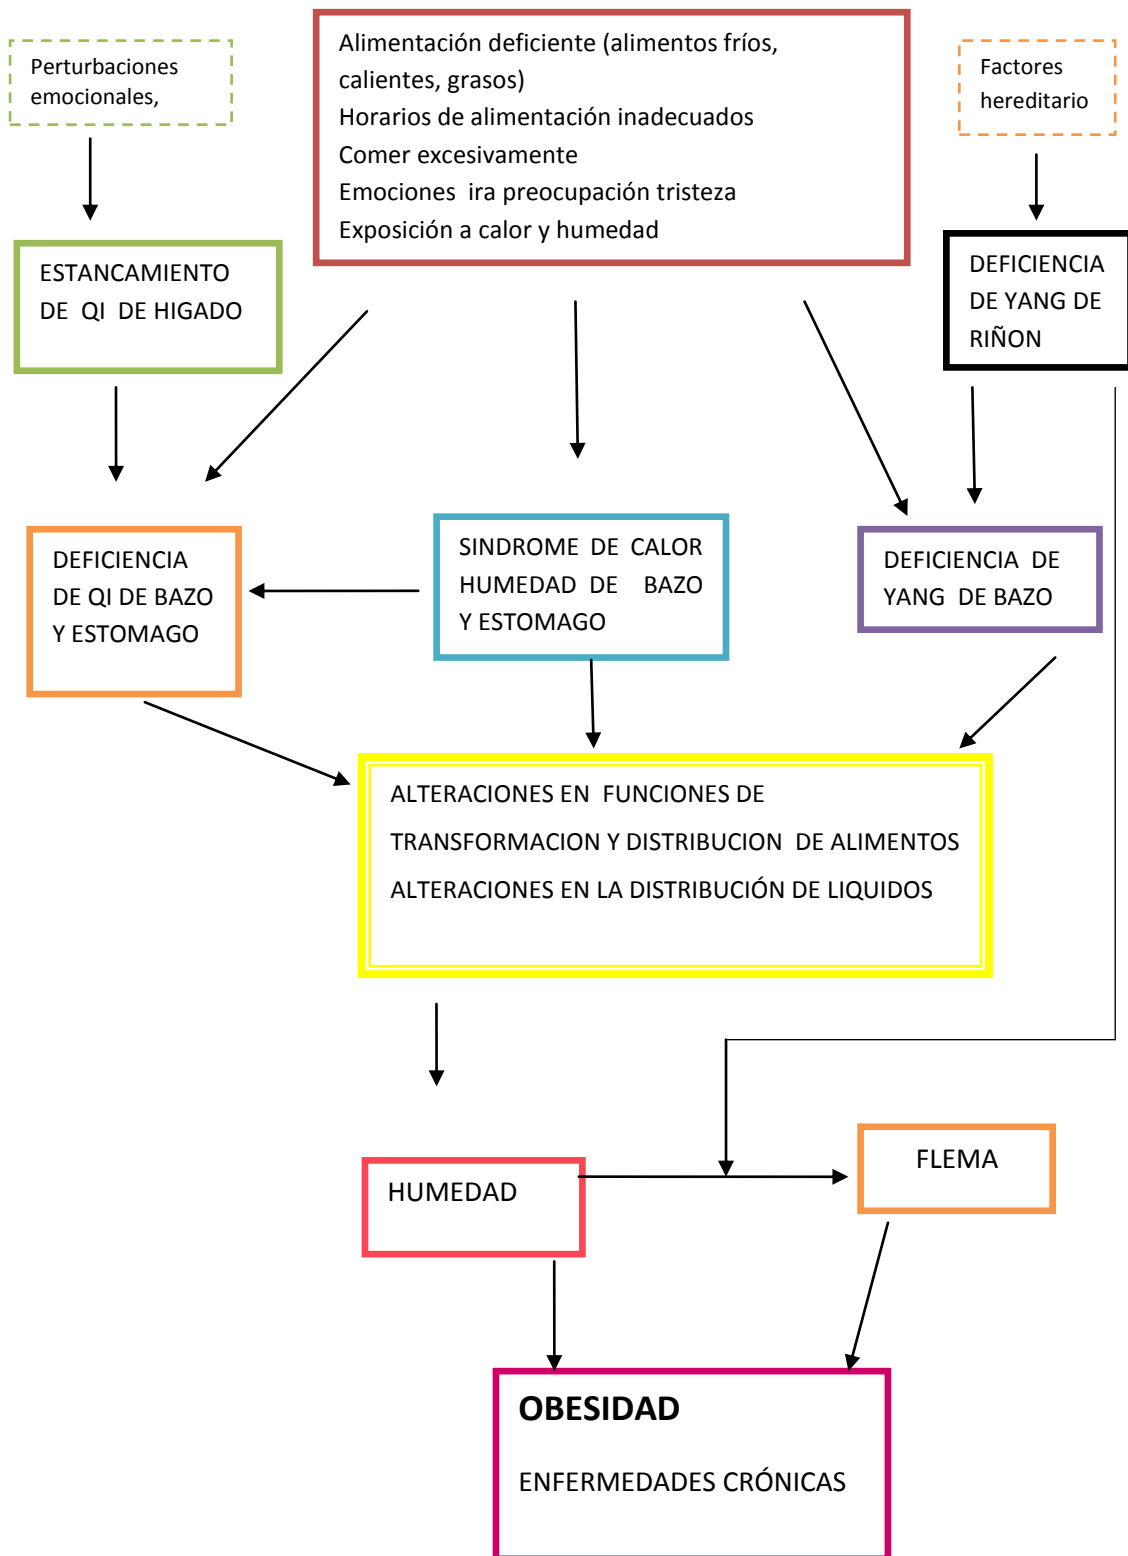 Perturbaciones
emocionales,
Alimentación deficiente (alimentos fríos,
calientes, grasos)
Horarios de alimentación inadecuados
Comer excesivamente
Emociones ira preocupación tristeza
Exposición a calor y humedad
Factores
hereditario
ESTANCAMIENTO
DE QI DE HIGADO
DEFICIENCIA
DE YANG DE
RIÑON
DEFICIENCIA
DE QI DE BAZO
Y ESTOMAGO
SINDROME DE CALOR
HUMEDAD DE BAZO
Y ESTOMAGO
DEFICIENCIA DE
YANG DE BAZO
ALTERACIONES EN FUNCIONES DE
TRANSFORMACION Y DISTRIBUCION DE ALIMENTOS
ALTERACIONES EN LA DISTRIBUCIÓN DE LIQUIDOS
HUMEDAD
FLEMA
OBESIDAD
ENFERMEDADES CRÓNICAS